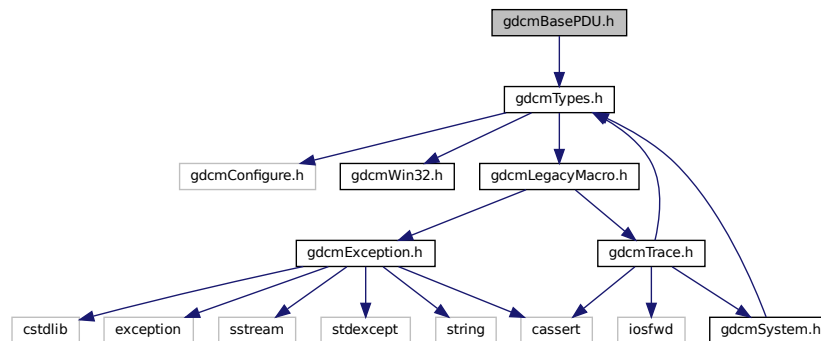 gdcmBasePDU.h
gdcmTypes.h
gdcmConfigure.h
gdcmWin32.h
gdcmLegacyMacro.h
gdcmException.h
gdcmTrace.h
cstdlib
exception
sstream
stdexcept
string
cassert
iosfwd
gdcmSystem.h